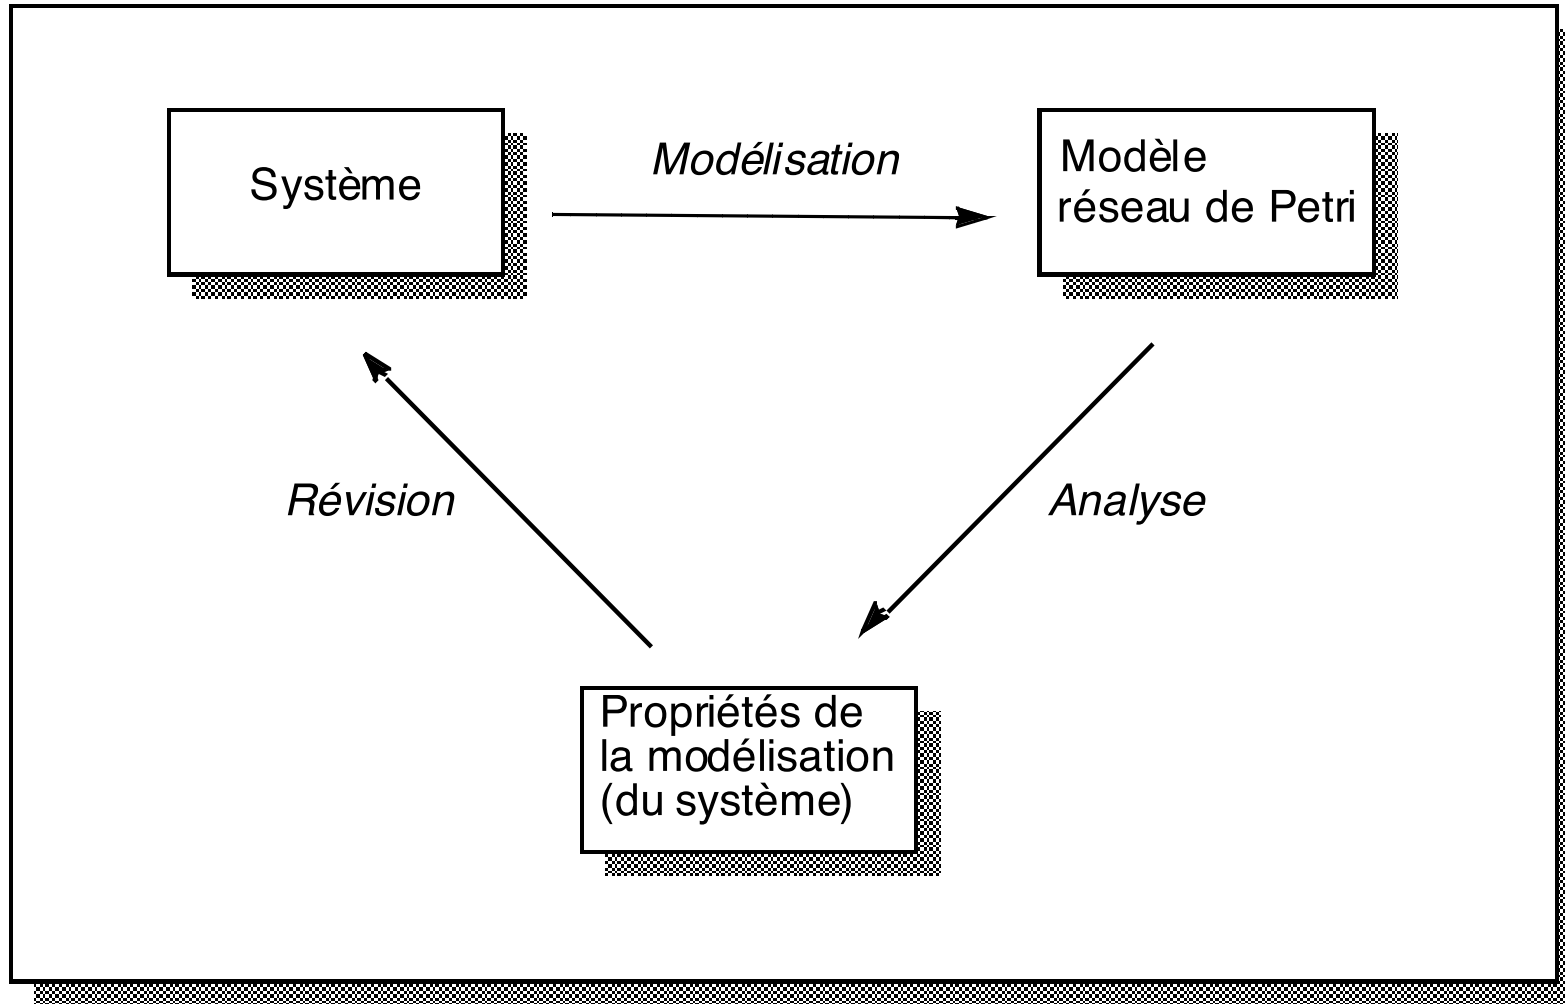 Système
Modélisation
Modèle
réseau de Petri
Révision
Analyse
Propriétés de
la modélisation
(du système)